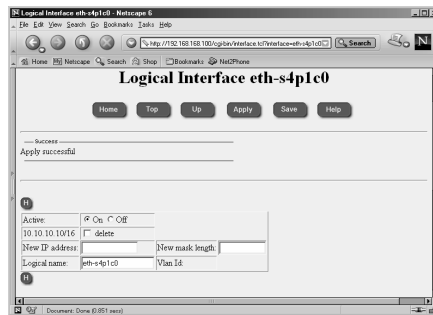 Logical Interface eth-s4p1c0 - Netscape 6
File Edit View Search Go Bookmarks Tasks Help
http://192.168.168.100/cgi-bin/interface.tcl?interface=eth-s4p1c0 Search
Home Netscape Search Shop Bookmarks Net2Phone
Logical Interface eth-s4p1c0
Home Top Up Apply Save Help
Success
Apply successful
H
Active: On Off
10.10.10.10/16 delete
New IP address: New mask length:
Logical name: eth-s4p1c0 Vlan Id:
H
Document: Done (0.851 secs)